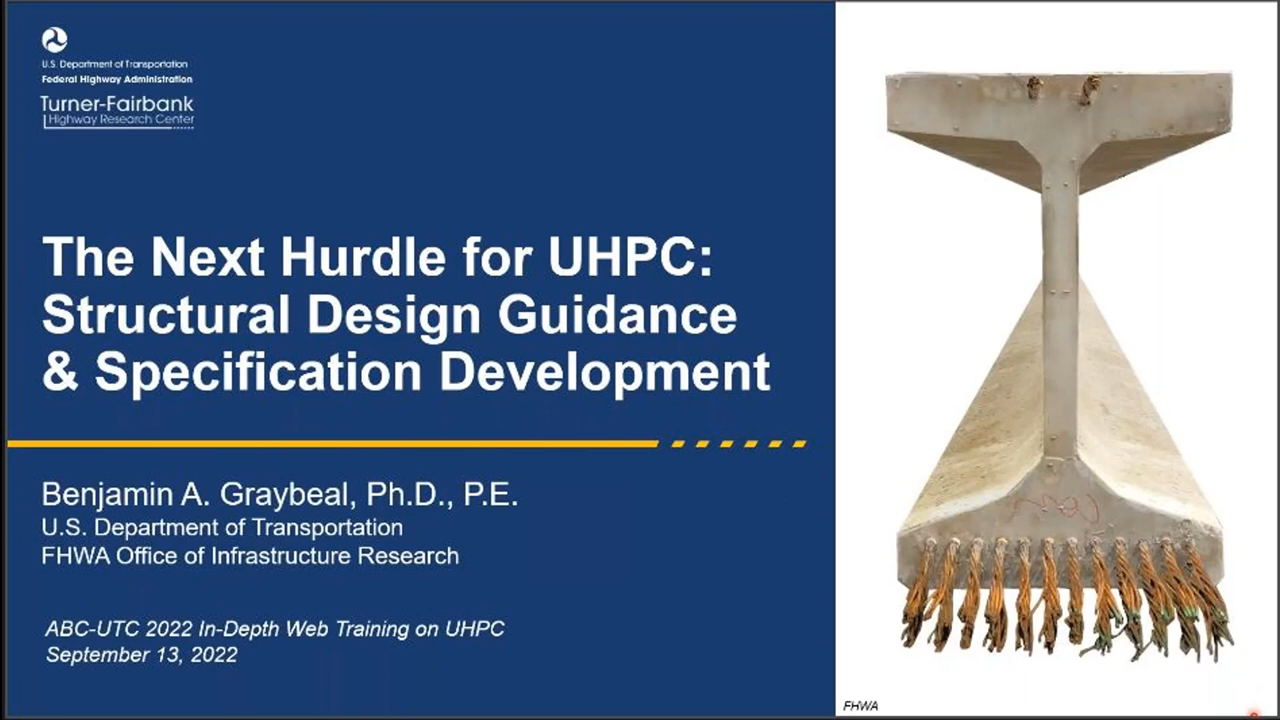 U.S. Department of Transportation
Federal Highway Administration
Turner-Fairbank
Highway Research Center
The Next Hurdle for UHPC:
Structural Design Guidance
& Specification Development
Benjamin A. Graybeal, Ph.D., P.E.
U.S. Department of Transportation
FHWA Office of Infrastructure Research
ABC-UTC 2022 In-Depth Web Training on UHPC
September 13, 2022
FHWA